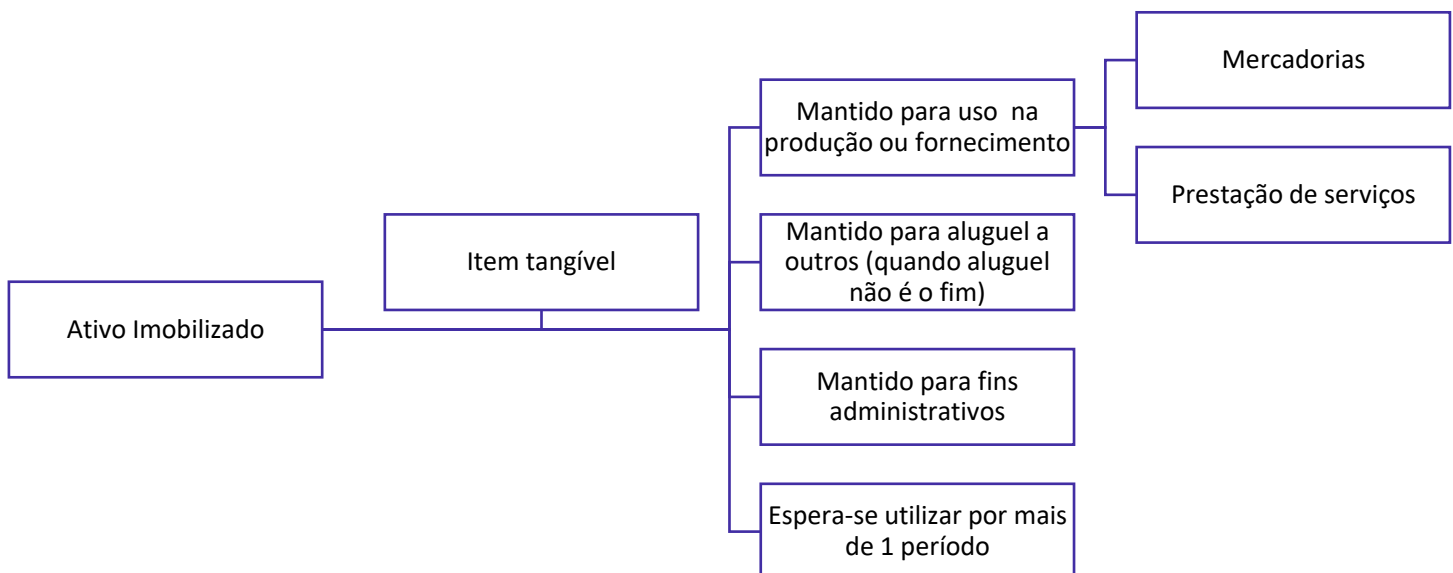 Ativo Imobilizado
Item tangível
Mantido para uso na
produção ou fornecimento
Mercadorias
Prestação de serviços
Mantido para aluguel a
outros (quando aluguel
não é o fim)
Mantido para fins
administrativos
Espera-se utilizar por mais
de 1 período